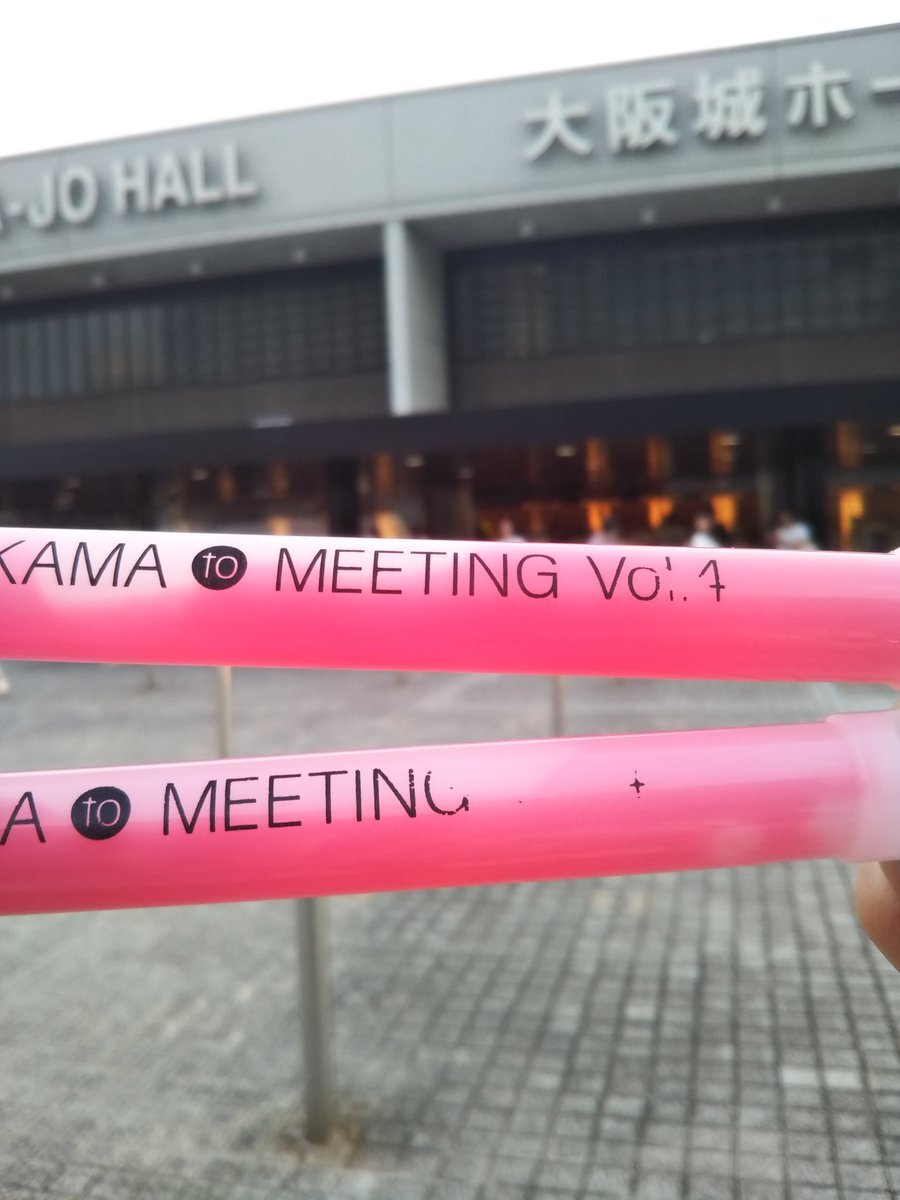 -JO HALL
大阪城ホー
KAMA to MEETING Vol.4
A to MEETING